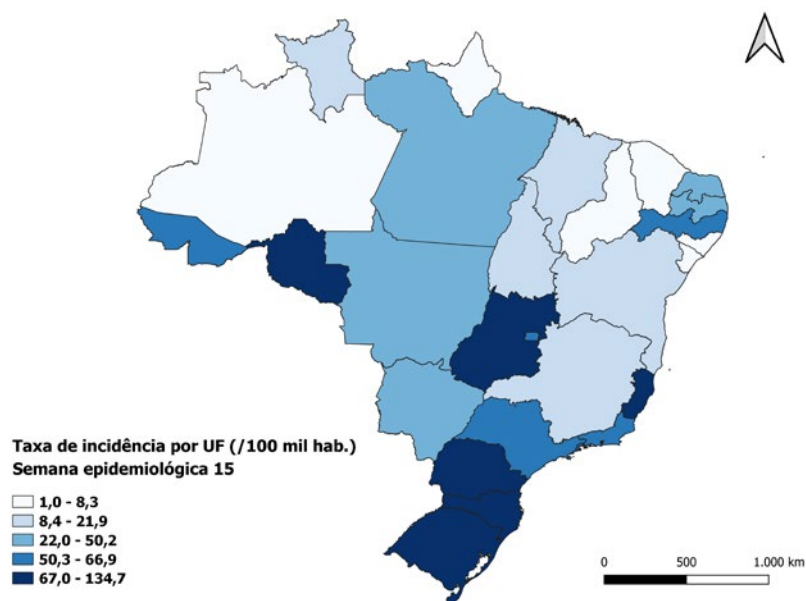 Taxa de incidência por UF (/100 mil hab.)
Semana epidemiológica 15
1,0 - 8,3
8,4 - 21,9
22,0 - 50,2
50,3 - 66,9
67,0 - 134,7
0 500 1.000 km